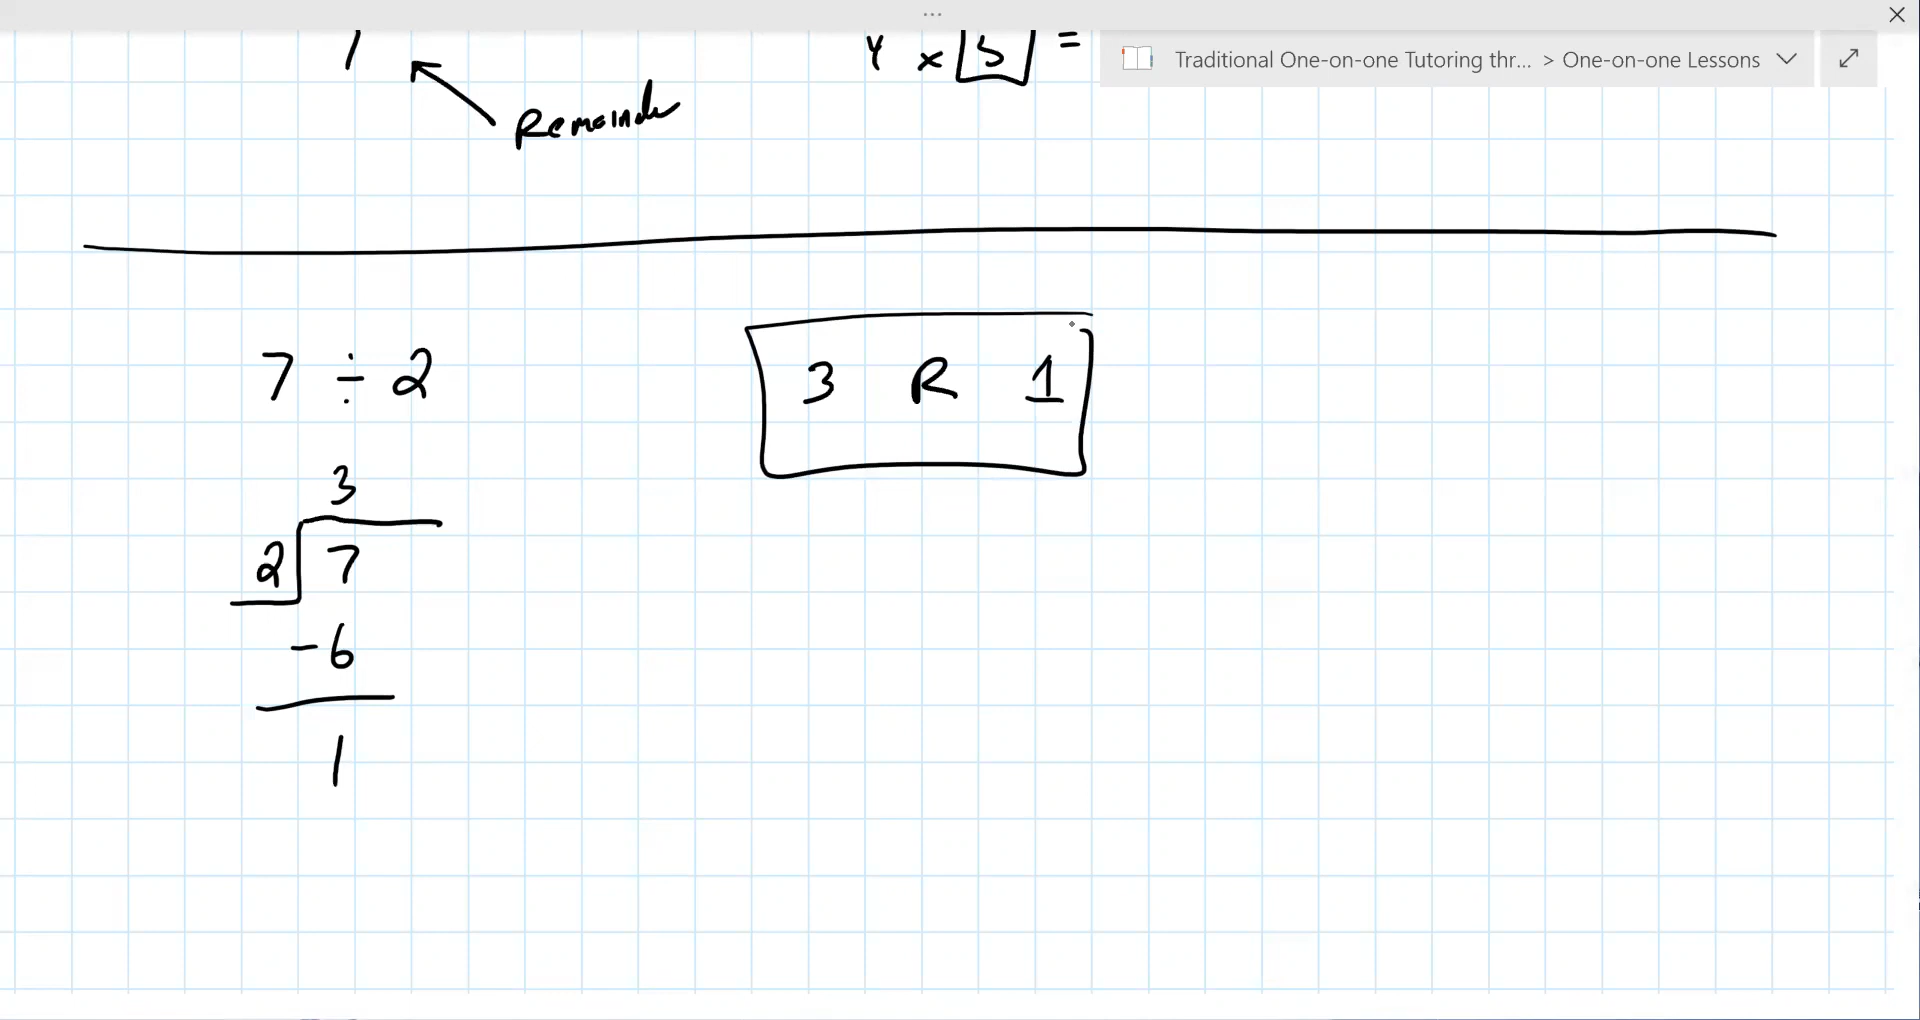 ...
Traditional One-on-one Tutoring thr... > One-on-one Lessons
1
4 x 5 =
Remainde
7 ÷ 2
3 R 1
3
2 7
-6
1